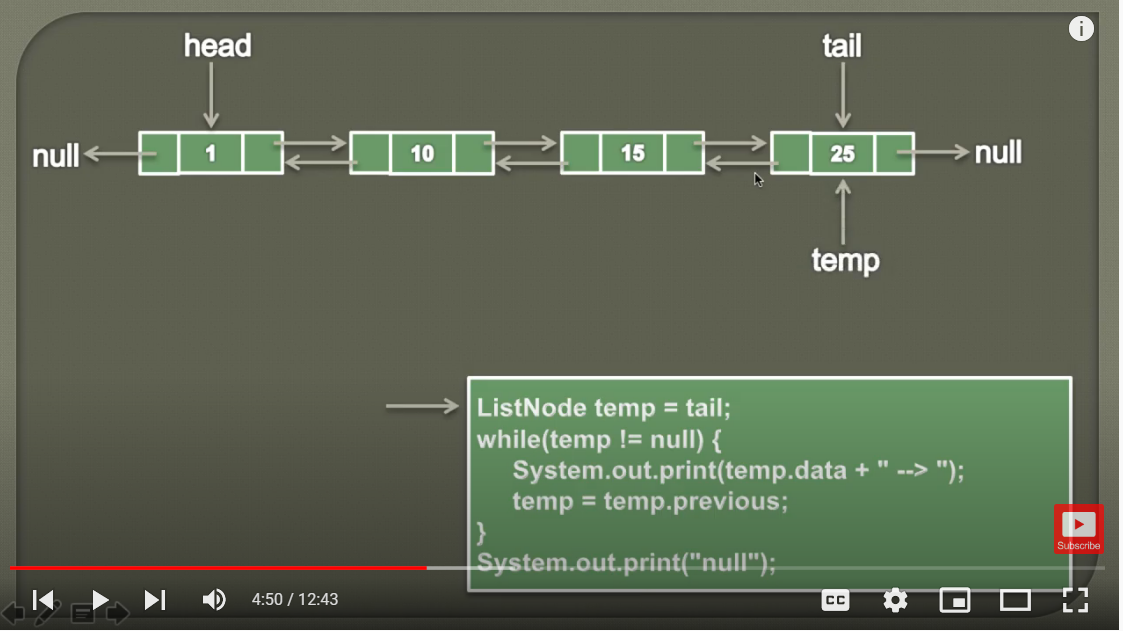 head
tail
null 1 10 15 25 null
temp
ListNode temp = tail;
while(temp != null) {
System.out.print(temp.data + " --> ");
temp = temp.previous;
}
System.out.print("null");
Subscribe
4:50 / 12:43
CC